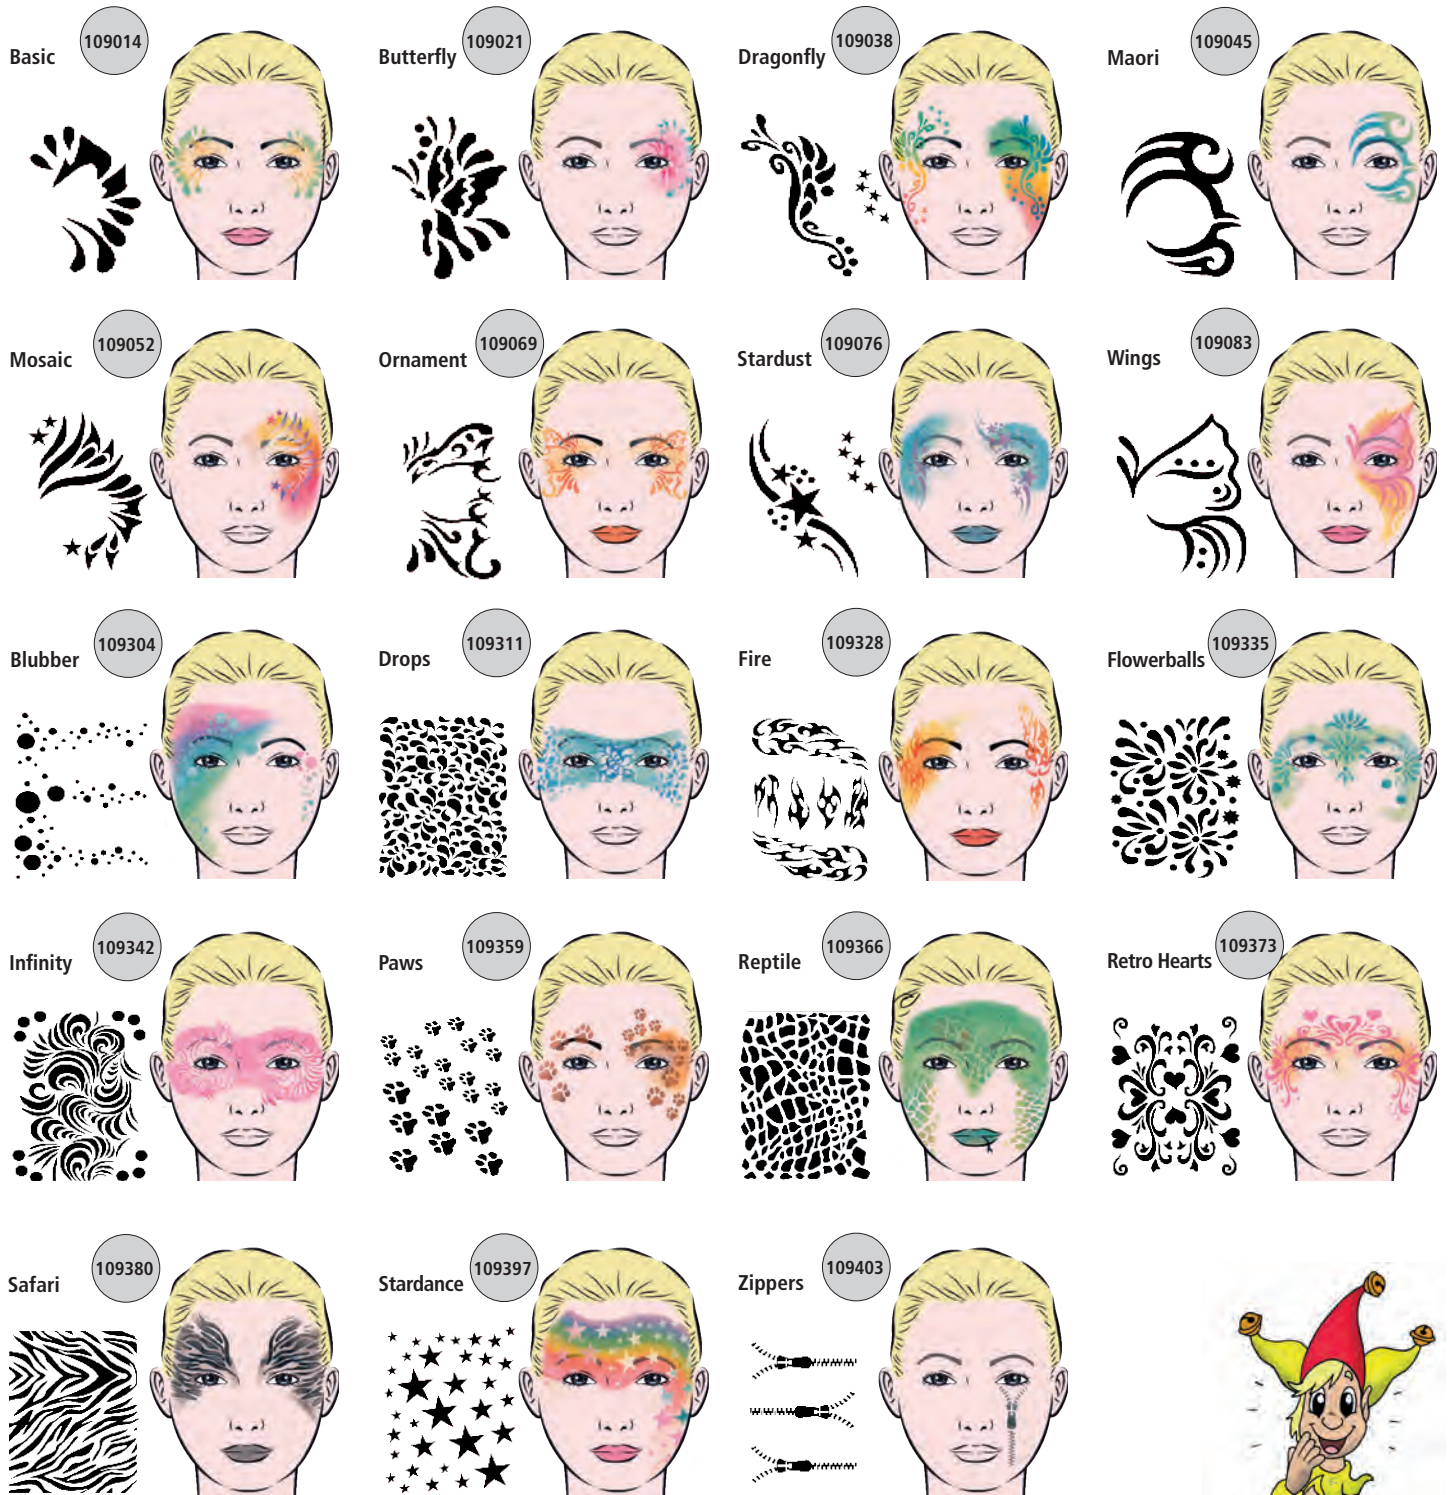 Basic 109014
Butterfly 109021
Dragonfly 109038
Maori 109045
Mosaic 109052
Ornament 109069
Stardust 109076
Wings 109083
Blubber 109304
Drops 109311
Fire 109328
Flowerballs 109335
Infinity 109342
Paws 109359
Reptile 109366
Retro Hearts 109373
Safari 109380
Stardance 109397
Zippers 109403